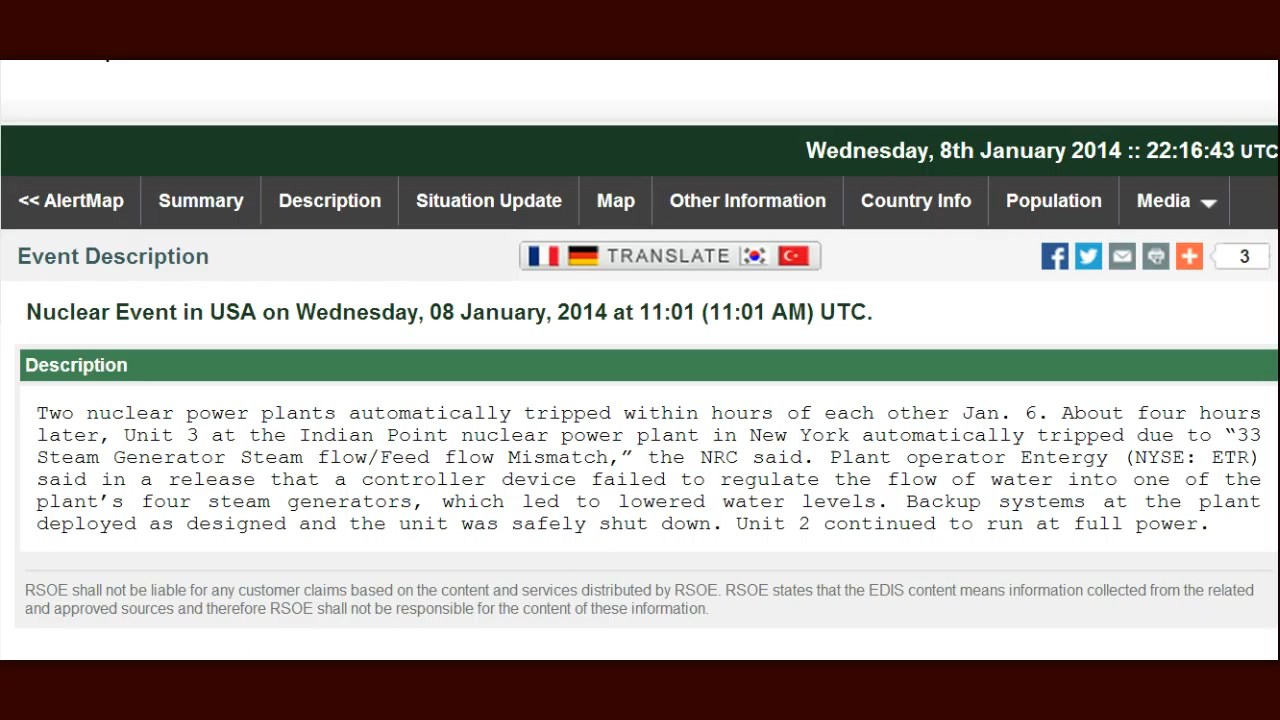 Wednesday, 8th January 2014 :: 22:16:43 UTC
<< AlertMap Summary Description Situation Update Map Other Information Country Info Population Media
Event Description TRANSLATE 3
Nuclear Event in USA on Wednesday, 08 January, 2014 at 11:01 (11:01 AM) UTC.
Description
Two nuclear power plants automatically tripped within hours of each other Jan. 6. About four hours
later, Unit 3 at the Indian Point nuclear power plant in New York automatically tripped due to “33
Steam Generator Steam flow/Feed flow Mismatch,” the NRC said. Plant operator Entergy (NYSE: ETR)
said in a release that a controller device failed to regulate the flow of water into one of the
plant’s four steam generators, which led to lowered water levels. Backup systems at the plant
deployed as designed and the unit was safely shut down. Unit 2 continued to run at full power.
RSOE shall not be liable for any customer claims based on the content and services distributed by RSOE. RSOE states that the EDIS content means information collected from the related
and approved sources and therefore RSOE shall not be responsible for the content of these information.